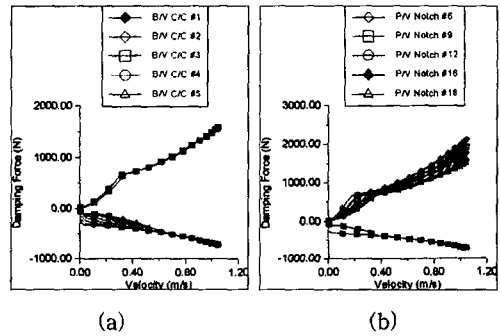 B/V C/C #1
B/V C/C #2
B/V C/C #3
B/V C/C #4
B/V C/C #5
2000.00
1000.00
0.00
-1000.00
Damping Force (N)
0.00 0.40 0.80 1.20
Velocity (m/s)
(a)
P/V Notch #6
P/V Notch #9
P/V Notch #12
P/V Notch #16
P/V Notch #18
3000.00
2000.00
1000.00
0.00
-1000.00
Damping Force (N)
0.00 0.40 0.80 1.20
Velocity (m/s)
(b)